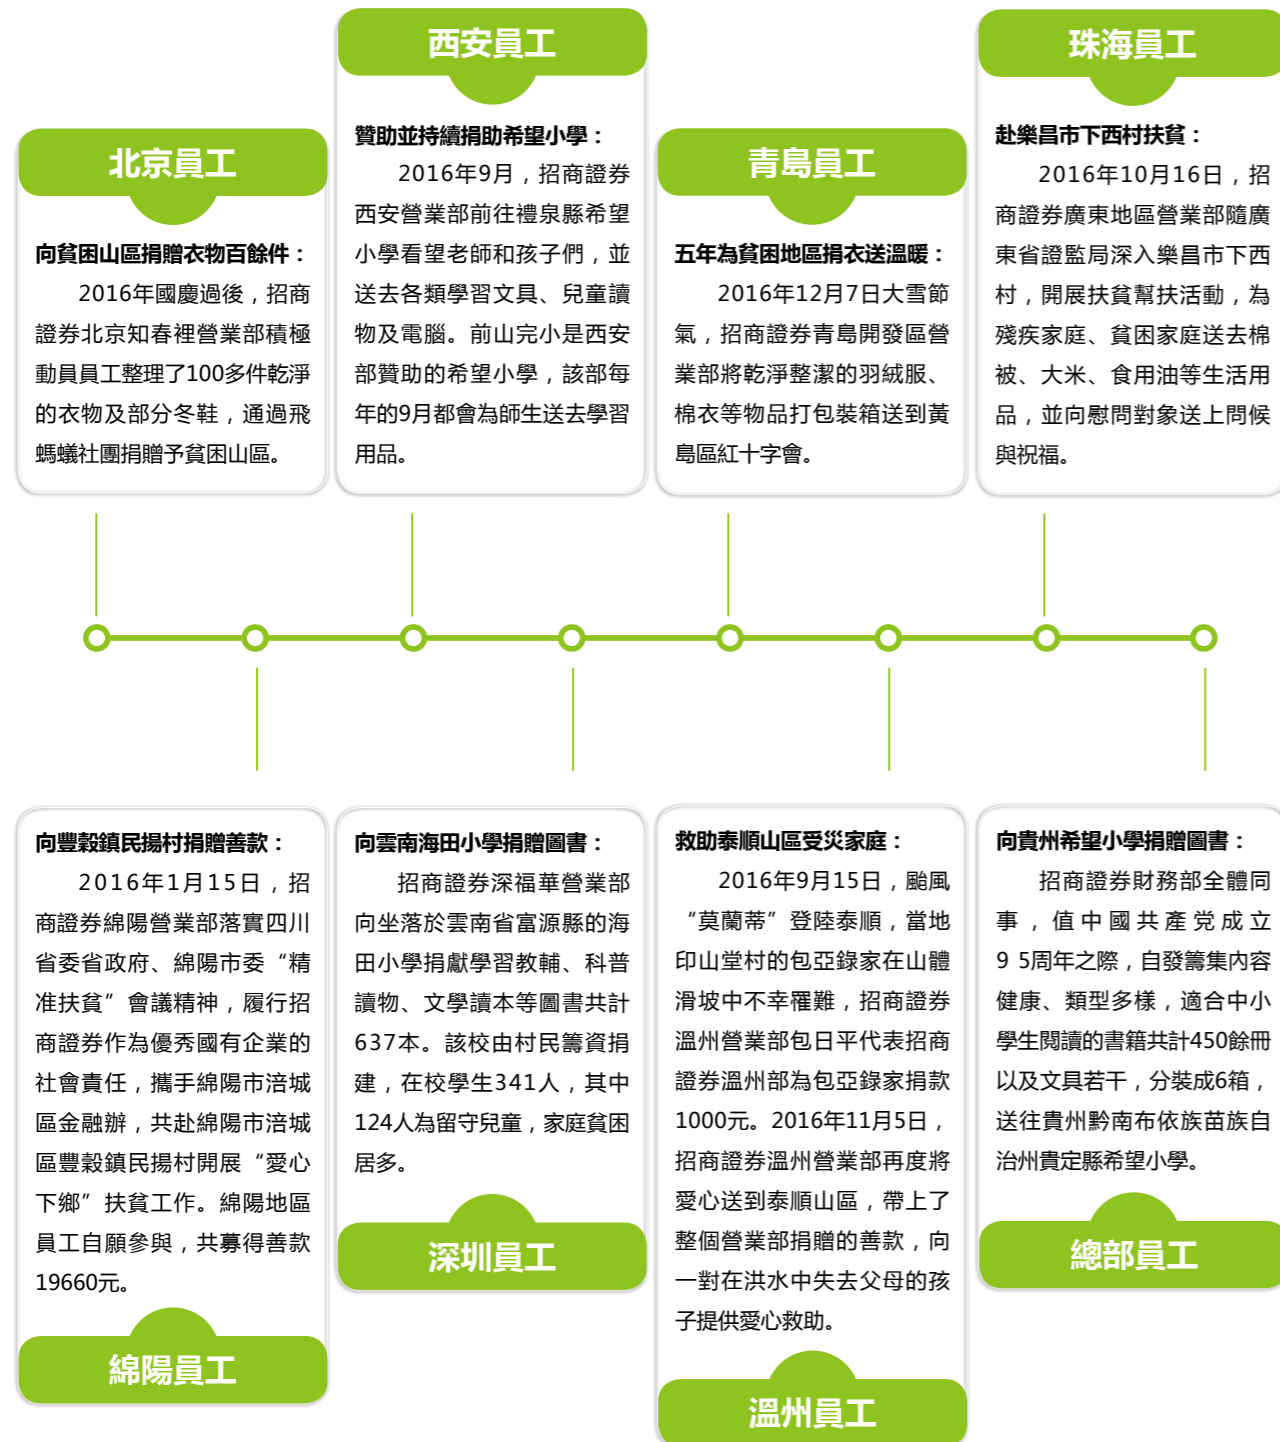 北京員工
向貧困山區捐贈衣物百餘件：
2016年國慶過後，招商
證券北京知春裡營業部積極
動員員工整理了100多件乾淨
的衣物及部分冬鞋，通過飛
螞蟻社團捐贈予貧困山區。
西安員工
贊助並持續捐助希望小學：
2016年9月，招商證券
西安營業部前往禮泉縣希望
小學看望老師和孩子們，並
送去各類學習文具、兒童讀
物及電腦。前山完小是西安
部贊助的希望小學，該部每
年的9月都會為師生送去學習
用品。
青島員工
五年為貧困地區捐衣送溫暖：
2016年12月7日大雪節
氣，招商證券青島開發區營
業部將乾淨整潔的羽絨服、
棉衣等物品打包裝箱送到黃
島區紅十字會。
珠海員工
赴樂昌市下西村扶貧：
2016年10月16日，招
商證券廣東地區營業部隨廣
東省證監局深入樂昌市下西
村，開展扶貧幫扶活動，為
殘疾家庭、貧困家庭送去棉
被、大米、食用油等生活用
品，並向慰問對象送上問候
與祝福。
向豐穀鎮民揚村捐贈善款：
2016年1月15日，招
商證券綿陽營業部落實四川
省委省政府、綿陽市委“精
准扶貧”會議精神，履行招
商證券作為優秀國有企業的
社會責任，攜手綿陽市涪城
區金融辦，共赴綿陽市涪城
區豐穀鎮民揚村開展“愛心
下鄉”扶貧工作。綿陽地區
員工自願參與，共募得善款
19660元。
綿陽員工
向雲南海田小學捐贈圖書：
招商證券深福華營業部
向坐落於雲南省富源縣的海
田小學捐獻學習教輔、科普
讀物、文學讀本等圖書共計
637本。該校由村民籌資捐
建，在校學生341人，其中
124人為留守兒童，家庭貧困
居多。
深圳員工
救助泰順山區受災家庭：
2016年9月15日，颱風
“莫蘭蒂”登陸泰順，當地
印山堂村的包亞錄家在山體
滑坡中不幸罹難，招商證券
溫州營業部包日平代表招商
證券溫州部為包亞錄家捐款
1000元。2016年11月5日，
招商證券溫州營業部再度將
愛心送到泰順山區，帶上了
整個營業部捐贈的善款，向
一對在洪水中失去父母的孩
子提供愛心救助。
溫州員工
向貴州希望小學捐贈圖書：
招商證券財務部全體同
事，值中國共產党成立
9 5周年之際，自發籌集內容
健康、類型多樣，適合中小
學生閱讀的書籍共計450餘冊
以及文具若干，分裝成6箱，
送往貴州黔南布依族苗族自
治州貴定縣希望小學。
總部員工